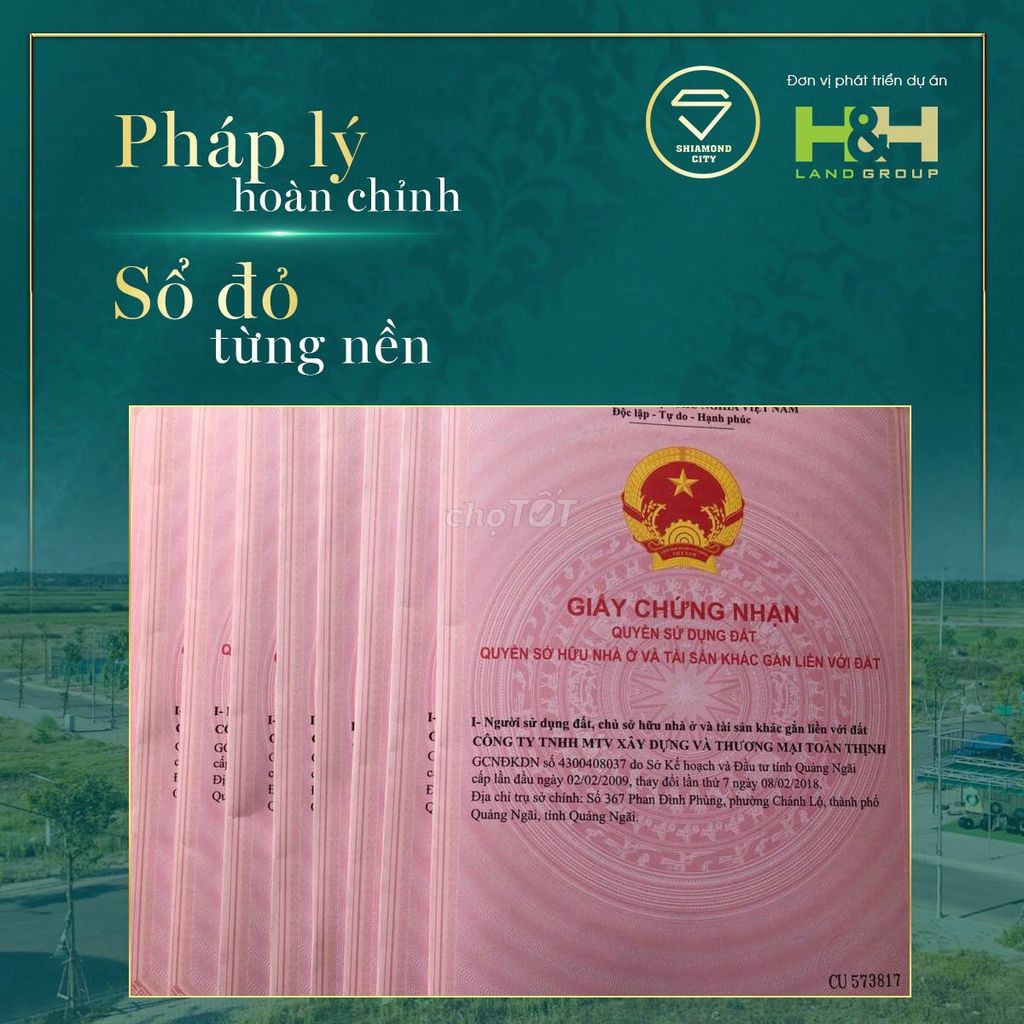 Pháp lý
hoàn chỉnh
Sổ đỏ
từng nền
SHIAMOND
CITY
Đơn vị phát triển dự án
H&H
LAND GROUP
NGHĨA VIỆT NAM
Độc lập - Tự do - Hạnh phúc
VIỆT NAM
chợTỐT
GIẤY CHỨNG NHẬN
QUYỀN SỬ DỤNG ĐẤT
QUYỀN SỞ HỮU NHÀ Ở VÀ TÀI SẢN KHÁC GẮN LIỀN VỚI ĐẤT
I- Người sử dụng đất, chủ sở hữu nhà ở và tài sản khác gắn liền với đất
CÔNG TY TNHH MTV XÂY DỰNG VÀ THƯƠNG MẠI TOÀN THỊNH
GCNĐKDN số 4300408037 do Sở Kế hoạch và Đầu tư tỉnh Quảng Ngãi
cấp lần đầu ngày 02/02/2009, thay đổi lần thứ 7 ngày 08/02/2018.
Địa chỉ trụ sở chính: Số 367 Phan Đình Phùng, phường Chánh Lộ, thành phố
Quảng Ngãi, tỉnh Quảng Ngãi.
CU 573817